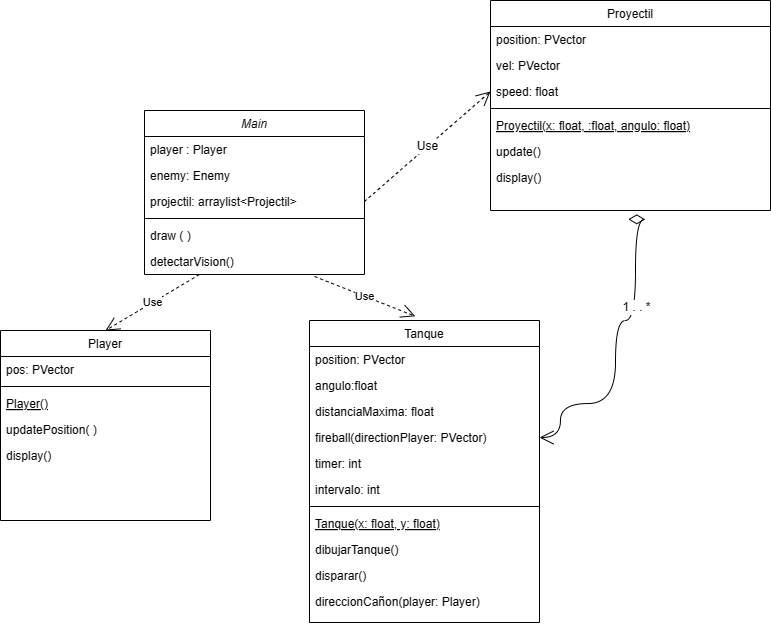 Proyectil
position: PVector
vel: PVector
speed: float
Proyectil(x: float, :float, angulo: float)
update()
display()
Main
player : Player
enemy: Enemy
projectil: arraylist<Projectil>
draw ( )
detectarVision()
Use
Use
Use
1. . *
Player
pos: PVector
Player()
updatePosition( )
display()
Tanque
position: PVector
angulo:float
distanciaMaxima: float
fireball(directionPlayer: PVector)
timer: int
intervalo: int
Tanque(x: float, y: float)
dibujarTanque()
disparar()
direccionCañon(player: Player)